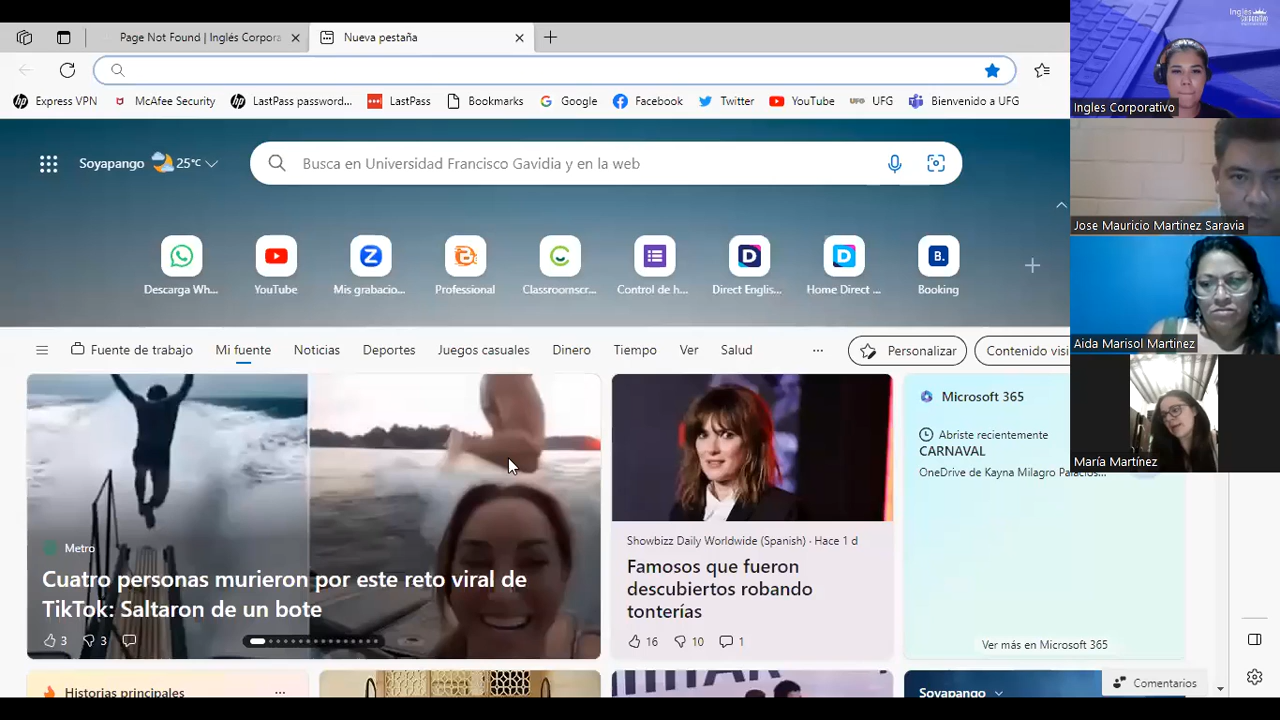 Page Not Found | Inglés Corpora
Nueva pestaña
Express VPN
McAfee Security
LastPass password...
LastPass
Bookmarks
Google
Facebook
Twitter
YouTube
UFG
Bienvenido a UFG
Soyapango
25°C
Busca en Universidad Francisco Gavidia y en la web
Descarga Wh...
YouTube
Mis grabacio...
Professional
Classroomscr...
Control de h...
Direct Englis...
Home Direct ...
Booking
Fuente de trabajo
Mi fuente
Noticias
Deportes
Juegos casuales
Dinero
Tiempo
Ver
Salud
...
Personalizar
Contenido visi
Metro
Cuatro personas murieron por este reto viral de
TikTok: Saltaron de un bote
3
3
Showbizz Daily Worldwide (Spanish) · Hace 1 d
Famosos que fueron
descubiertos robando
tonterías
16
10
1
Microsoft 365
Abriste recientemente
CARNAVAL
OneDrive de Kayna Milagro Palacios...
Ver más en Microsoft 365
Historias principales
...
Soyapango
Comentarios
Inglés
Corporativo
Ingles Corporativo
Jose Mauricio Martinez Saravia
Aida Marisol Martinez
María Martínez